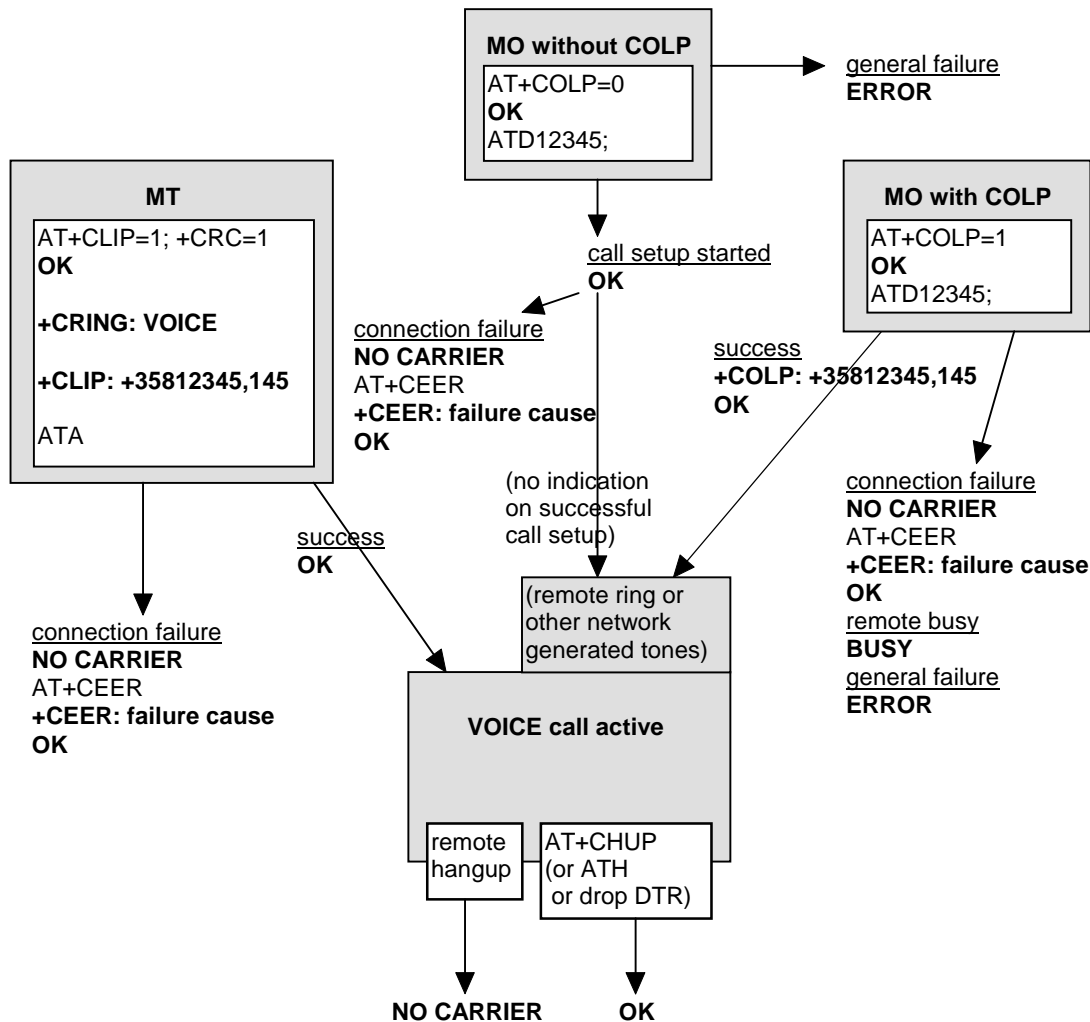 MO without COLP
AT+COLP=0
OK
ATD12345;
general failure
ERROR
MT
AT+CLIP=1; +CRC=1
OK
+CRING: VOICE
+CLIP: +35812345,145
ATA
MO with COLP
AT+COLP=1
OK
ATD12345;
call setup started
OK
connection failure
NO CARRIER
AT+CEER
+CEER: failure cause
OK
success
+COLP: +35812345,145
OK
(no indication
on successful
call setup)
success
OK
connection failure
NO CARRIER
AT+CEER
+CEER: failure cause
OK
remote busy
BUSY
general failure
ERROR
connection failure
NO CARRIER
AT+CEER
+CEER: failure cause
OK
(remote ring or
other network
generated tones)
VOICE call active
remote
hangup
AT+CHUP
(or ATH
or drop DTR)
NO CARRIER
OK